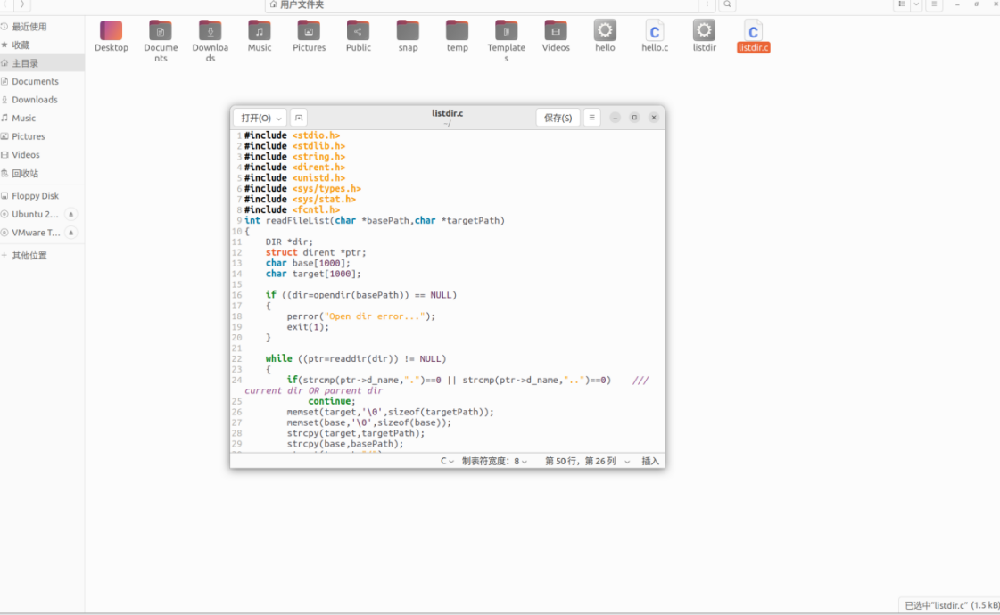 用户文件夹
最近使用
收藏
主目录
Documents
Downloads
Music
Pictures
Videos
回收站
Floppy Disk
Ubuntu 2...
VMware T...
其他位置
Desktop
Docume
nts
Downloa
ds
Music
Pictures
Public
snap
temp
Template
s
Videos
hello
hello.c
listdir
listdir.c
打开(O)
listdir.c
~/
保存(S)
1 #include <stdio.h>
2 #include <stdlib.h>
3 #include <string.h>
4 #include <dirent.h>
5 #include <unistd.h>
6 #include <sys/types.h>
7 #include <sys/stat.h>
8 #include <fcntl.h>
9 int readFileList(char *basePath,char *targetPath)
10 {
11     DIR *dir;
12     struct dirent *ptr;
13     char base[1000];
14     char target[1000];
15
16     if ((dir=opendir(basePath)) == NULL)
17     {
18         perror("Open dir error...");
19         exit(1);
20     }
21
22     while ((ptr=readdir(dir)) != NULL)
23     {
24         if(strcmp(ptr->d_name,".")==0 || strcmp(ptr->d_name,"..")==0)    ///
current dir OR parrent dir
25             continue;
26         memset(target,'\0',sizeof(targetPath));
27         memset(base,'\0',sizeof(base));
28         strcpy(target,targetPath);
29         strcpy(base,basePath);
C 制表符宽度：8 第 50 行，第 26 列 插入
已选中"listdir.c" (1.5 kB)